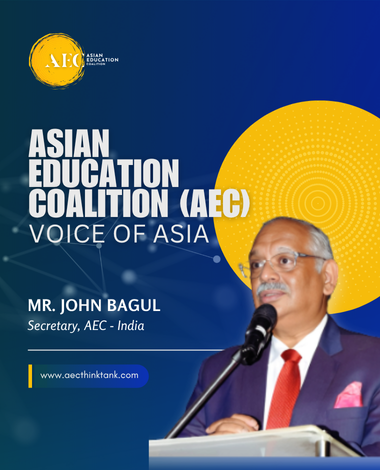 AEC
ASIAN
EDUCATION
COALITION
ASIAN
EDUCATION
COALITION (AEC)
VOICE OF ASIA
MR. JOHN BAGUL
Secretary, AEC - India
www.aecthinktank.com